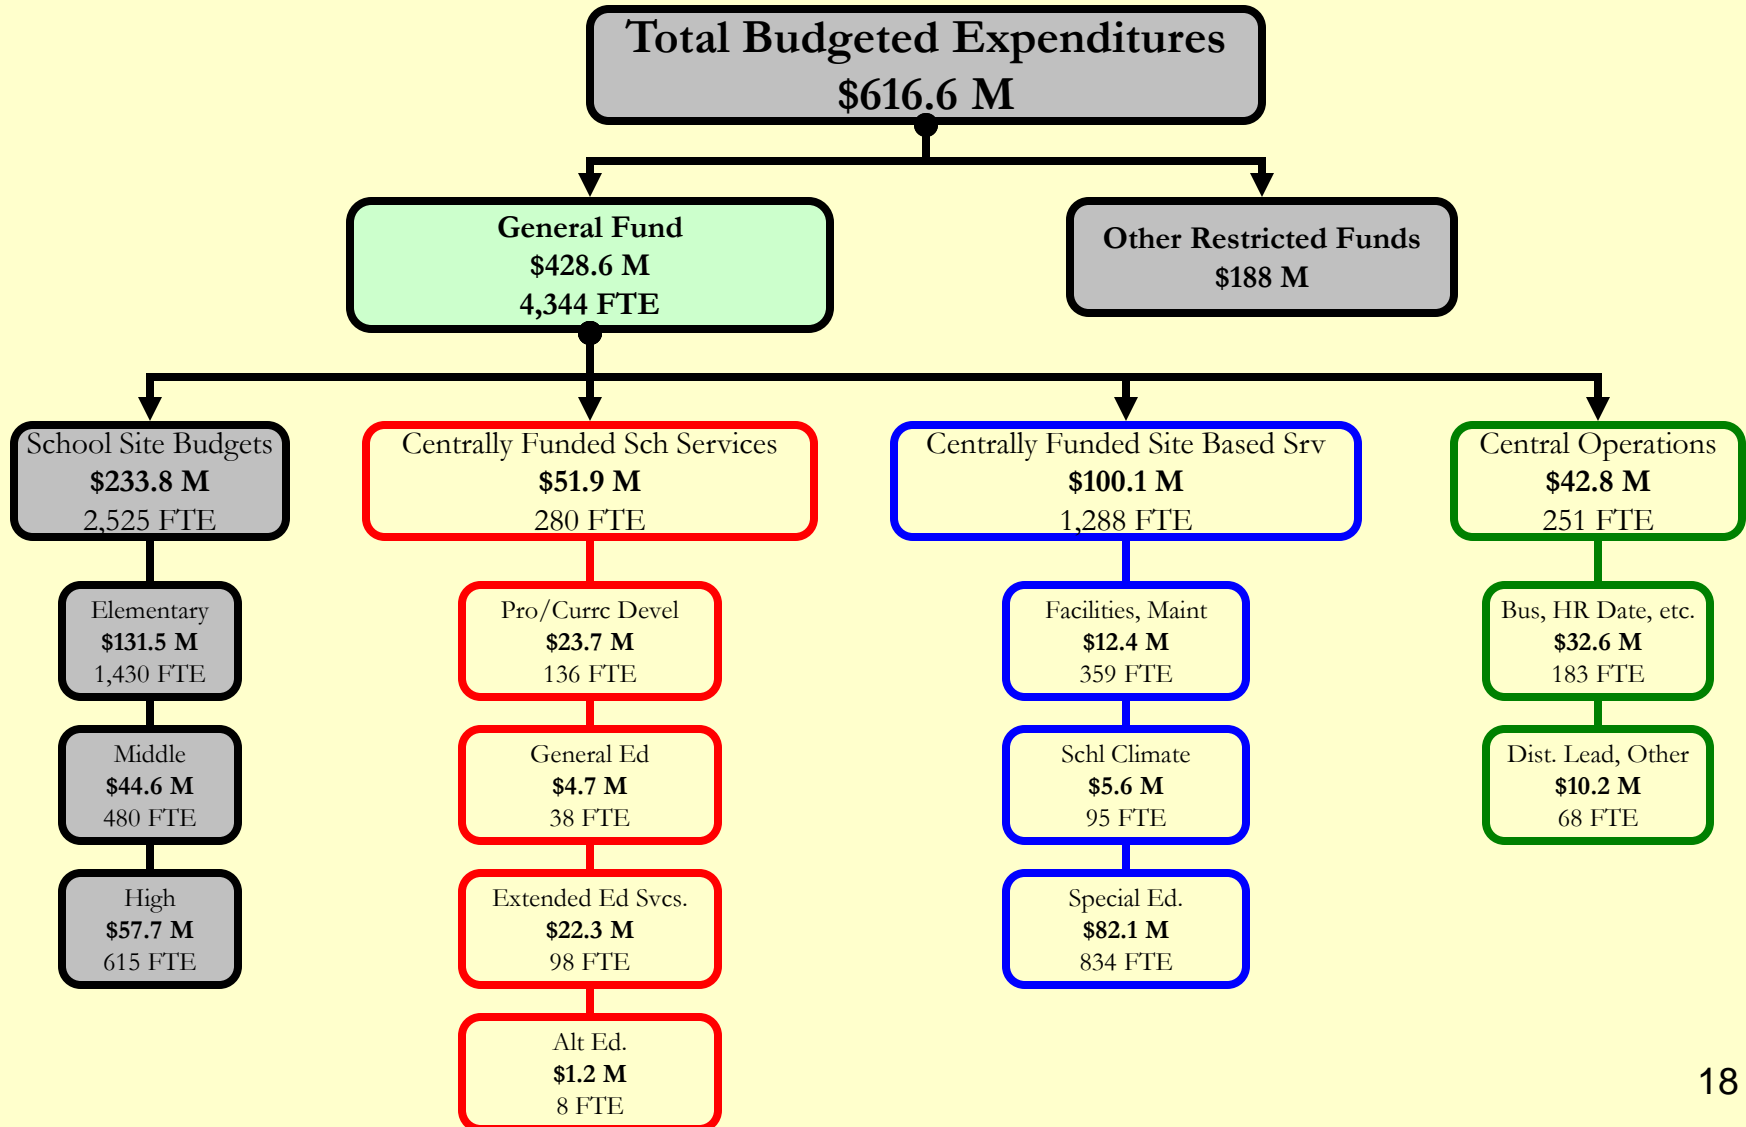 Total Budgeted Expenditures
$616.6 M
General Fund
$428.6 M
4,344 FTE
Other Restricted Funds
$188 M
School Site Budgets
$233.8 M
2,525 FTE
Centrally Funded Sch Services
$51.9 M
280 FTE
Centrally Funded Site Based Srv
$100.1 M
1,288 FTE
Central Operations
$42.8 M
251 FTE
Elementary
$131.5 M
1,430 FTE
Pro/Currc Devel
$23.7 M
136 FTE
Facilities, Maint
$12.4 M
359 FTE
Bus, HR Date, etc.
$32.6 M
183 FTE
Middle
$44.6 M
480 FTE
General Ed
$4.7 M
38 FTE
Schl Climate
$5.6 M
95 FTE
Dist. Lead, Other
$10.2 M
68 FTE
High
$57.7 M
615 FTE
Extended Ed Svcs.
$22.3 M
98 FTE
Special Ed.
$82.1 M
834 FTE
Alt Ed.
$1.2 M
8 FTE
18